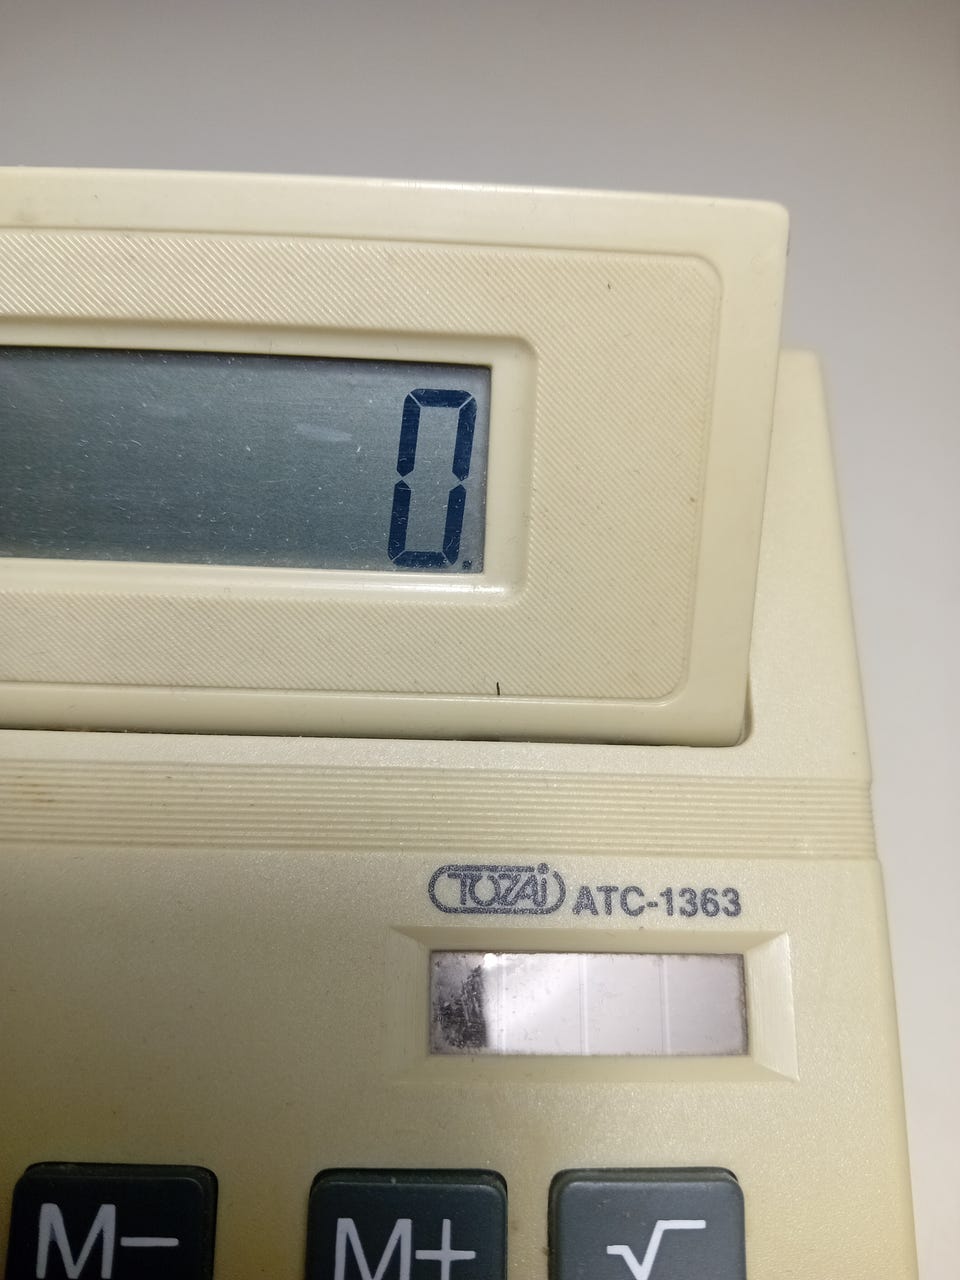 0.
TOZAI ATC-1363
M− M+ √